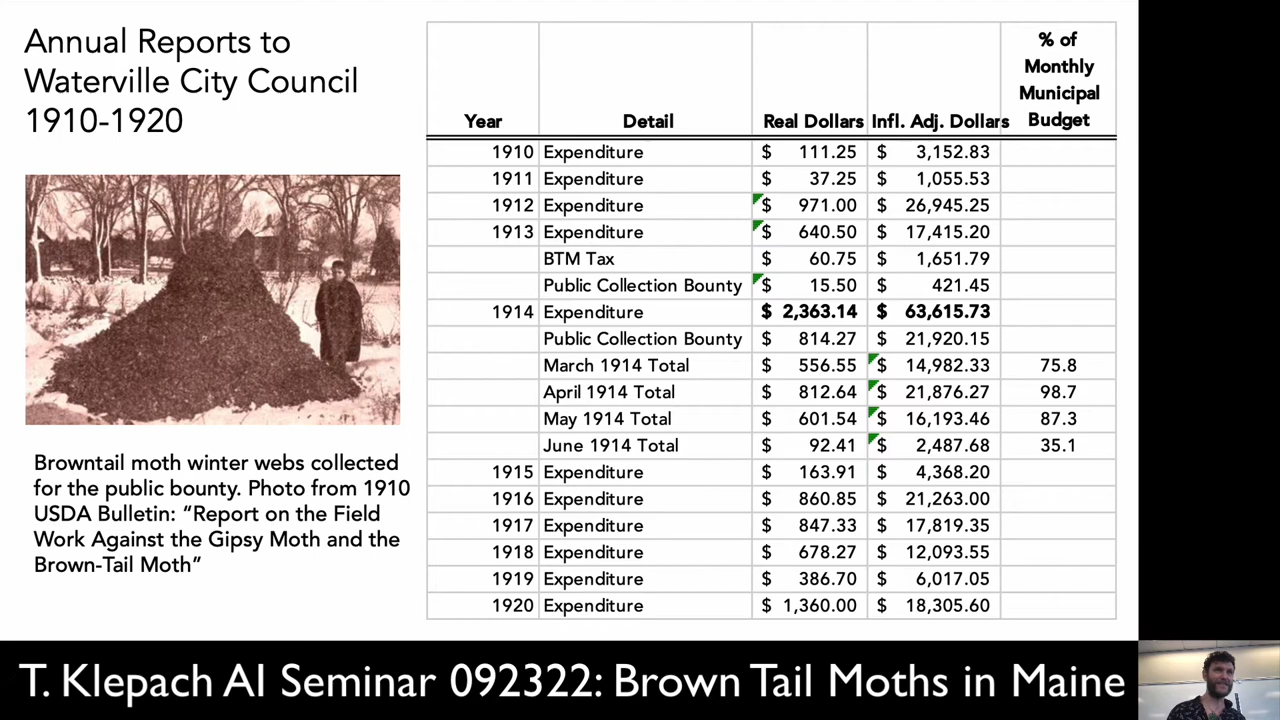 Annual Reports to
Waterville City Council
1910-1920
% of
Monthly
Municipal
Year Detail Real Dollars Infl. Adj. Dollars Budget
1910 Expenditure $ 111.25 $ 3,152.83
1911 Expenditure $ 37.25 $ 1,055.53
1912 Expenditure $ 971.00 $ 26,945.25
1913 Expenditure $ 640.50 $ 17,415.20
BTM Tax $ 60.75 $ 1,651.79
Public Collection Bounty $ 15.50 $ 421.45
1914 Expenditure $ 2,363.14 $ 63,615.73
Public Collection Bounty $ 814.27 $ 21,920.15
March 1914 Total $ 556.55 $ 14,982.33 75.8
April 1914 Total $ 812.64 $ 21,876.27 98.7
May 1914 Total $ 601.54 $ 16,193.46 87.3
June 1914 Total $ 92.41 $ 2,487.68 35.1
1915 Expenditure $ 163.91 $ 4,368.20
1916 Expenditure $ 860.85 $ 21,263.00
1917 Expenditure $ 847.33 $ 17,819.35
1918 Expenditure $ 678.27 $ 12,093.55
1919 Expenditure $ 386.70 $ 6,017.05
1920 Expenditure $ 1,360.00 $ 18,305.60
Browntail moth winter webs collected
for the public bounty. Photo from 1910
USDA Bulletin: “Report on the Field
Work Against the Gipsy Moth and the
Brown-Tail Moth”
T. Klepach AI Seminar 092322: Brown Tail Moths in Maine